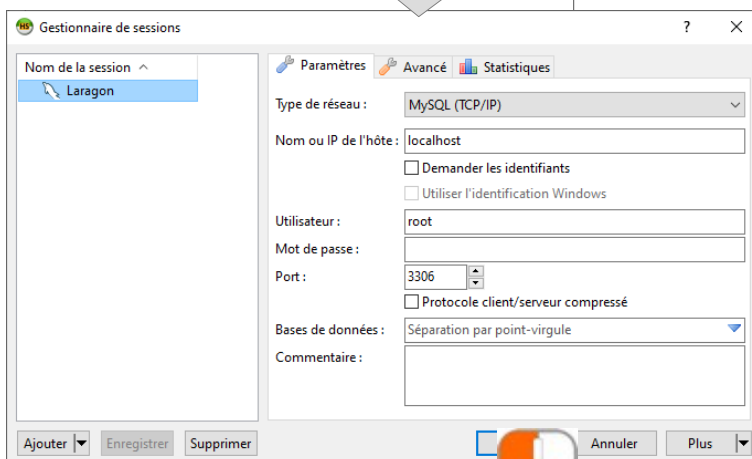 HS Gestionnaire de sessions ?
Nom de la session
Laragon
Paramètres Avancé Statistiques
Type de réseau : MySQL (TCP/IP)
Nom ou IP de l'hôte : localhost
Demander les identifiants
Utiliser l'identification Windows
Utilisateur : root
Mot de passe :
Port : 3306
Protocole client/serveur compressé
Bases de données : Séparation par point-virgule
Commentaire :
Ajouter Enregistrer Supprimer Annuler Plus